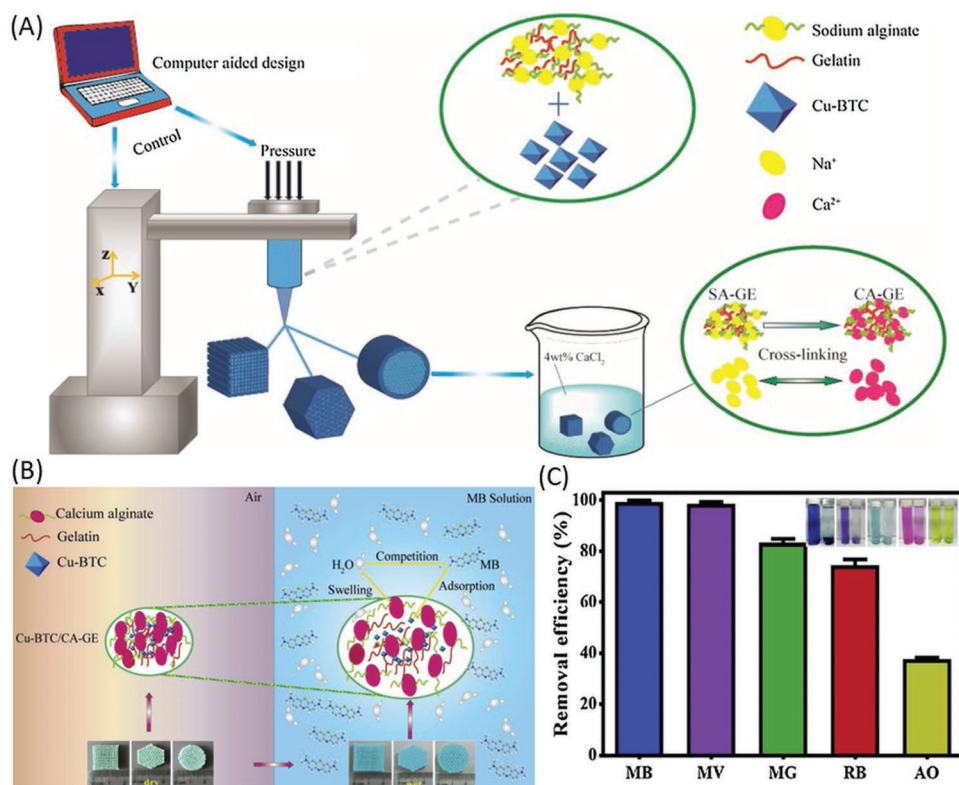 (A)
Computer aided design
Control
Pressure
z
x
Y
Sodium alginate
Gelatin
Cu-BTC
Na⁺
Ca²⁺
4wt% CaCl₂
SA-GE
CA-GE
Cross-linking
(B)
Air
MB Solution
Calcium alginate
Gelatin
Cu-BTC
Cu-BTC/CA-GE
H₂O
Competition
MB
Swelling
Adsorption
dry
(C)
Removal efficiency (%)
100
80
60
40
20
0
MB MV MG RB AO